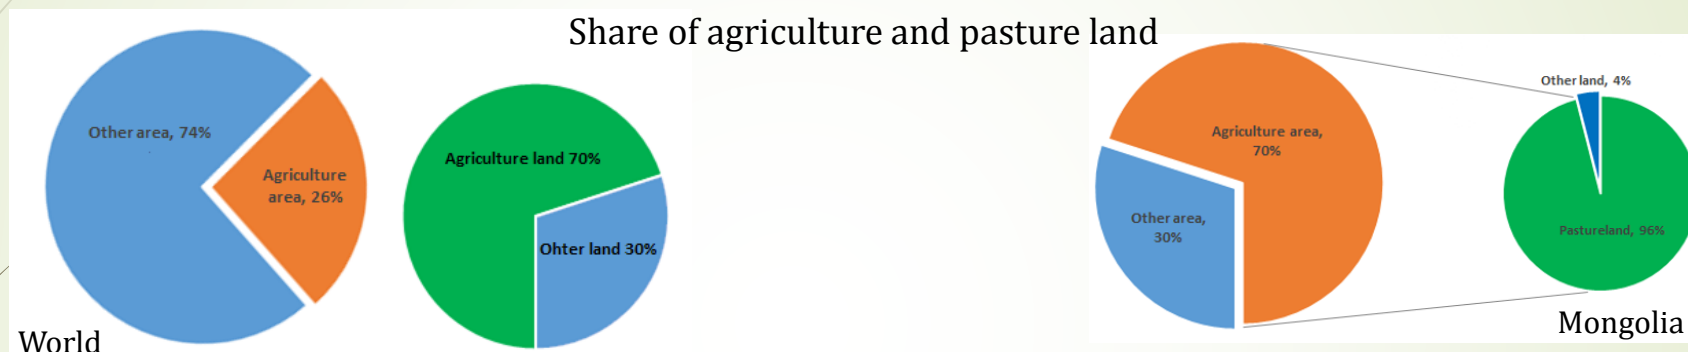 Share of agriculture and pasture land
Other area, 74%
Agriculture
area, 26%
Agriculture land 70%
Ohter land 30%
World
Agriculture area,
70%
Other area,
30%
Other land, 4%
Pastureland, 96%
Mongolia